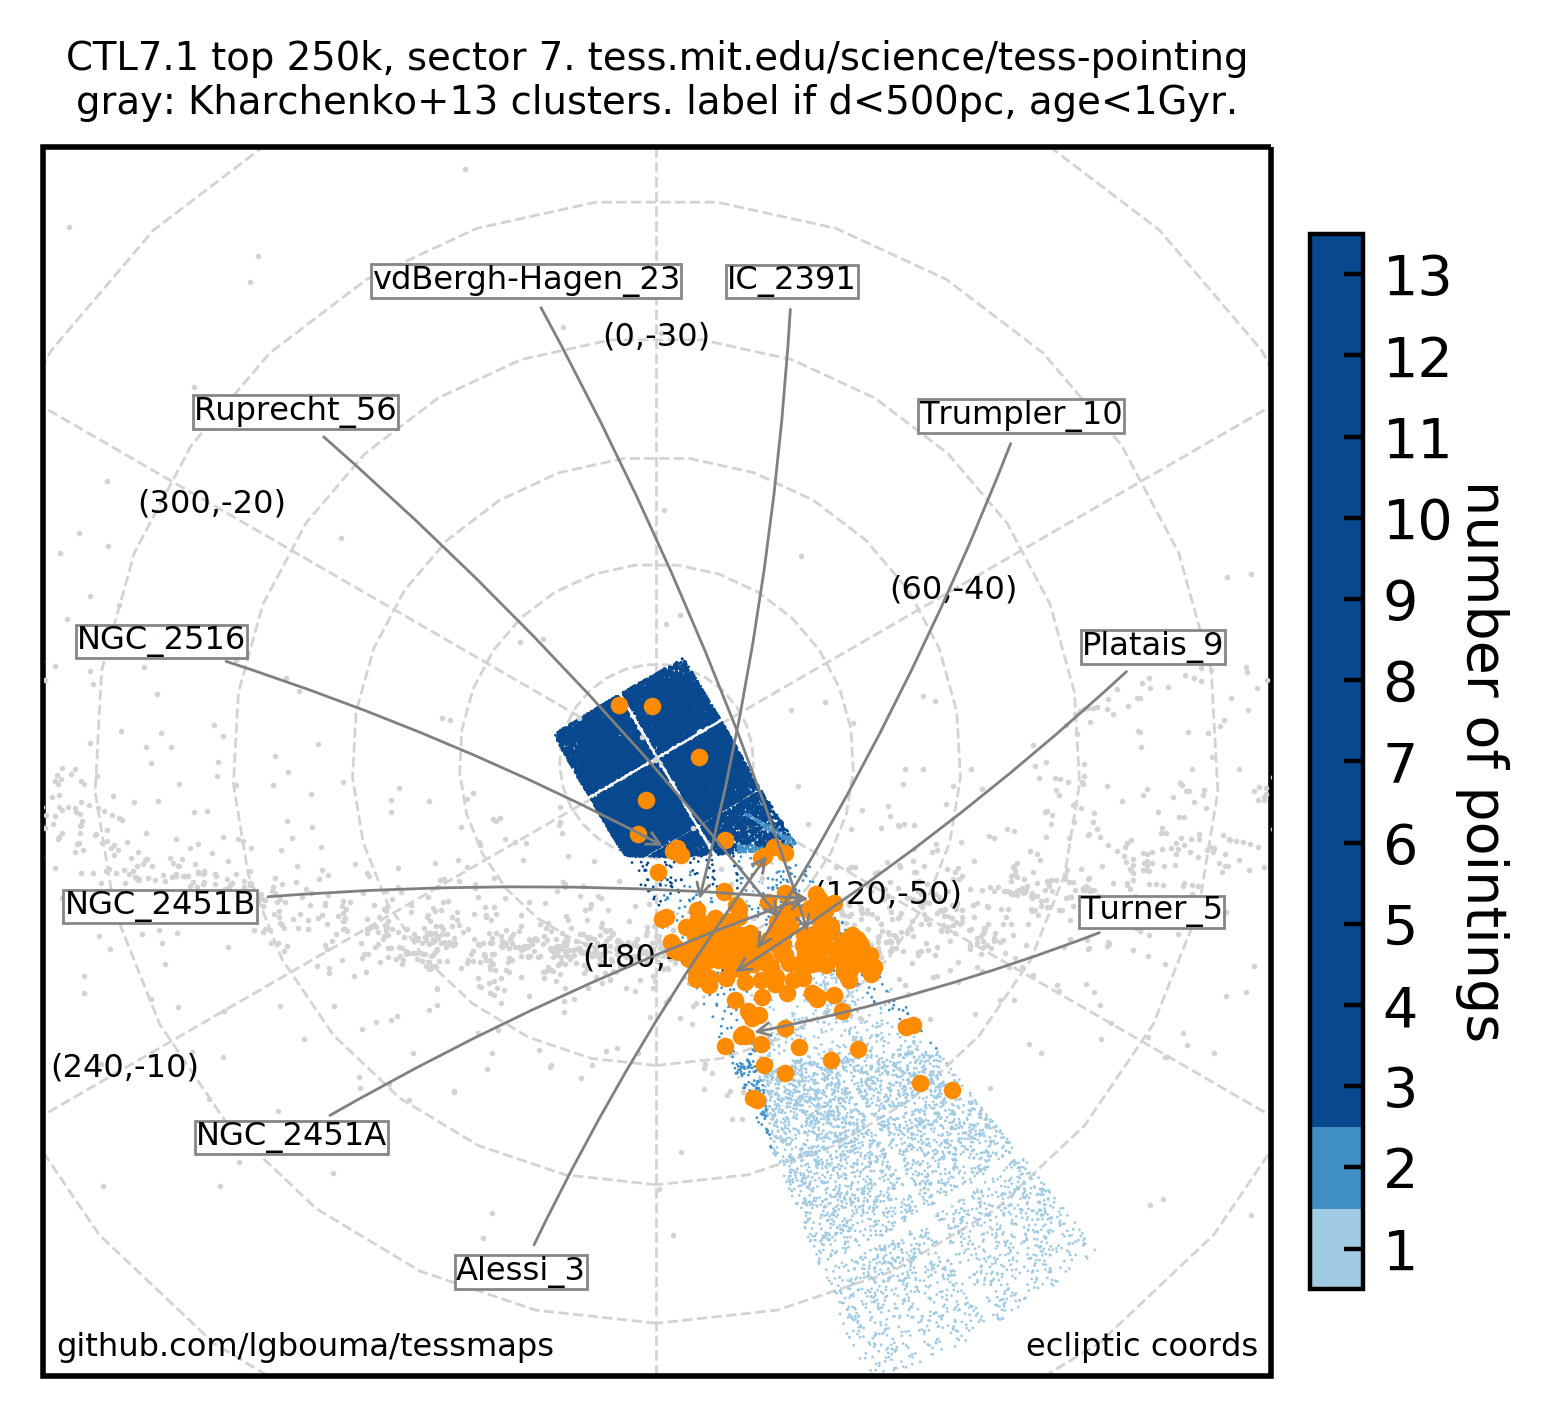 CTL7.1 top 250k, sector 7. tess.mit.edu/science/tess-pointing
gray: Kharchenko+13 clusters. label if d<500pc, age<1Gyr.
vdBergh-Hagen_23
IC_2391
(0,-30)
Ruprecht_56
Trumpler_10
(300,-20)
(60,-40)
NGC_2516
Platais_9
NGC_2451B
(120,-50)
Turner_5
(180,-
(240,-10)
NGC_2451A
Alessi_3
github.com/lgbouma/tessmaps
ecliptic coords
13
12
11
10
9
8
7
6
5
4
3
2
1
number of pointings